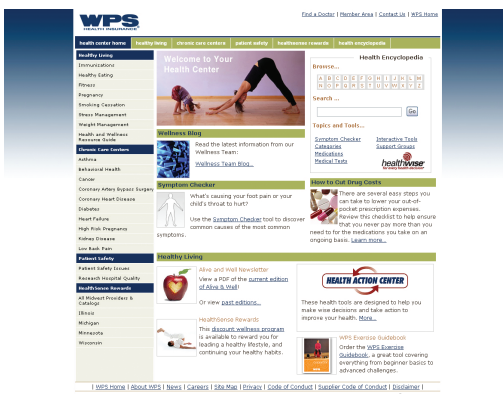 Find a Doctor | Member Area | Contact Us | WPS Home
WPS
HEALTH INSURANCE
health center home
healthy living
chronic care centers
patient safety
healthsense rewards
health encyclopedia
Healthy Living
Immunizations
Healthy Eating
Fitness
Pregnancy
Smoking Cessation
Stress Management
Weight Management
Health and Wellness
Resource Guide
Chronic Care Centers
Asthma
Behavioral Health
Cancer
Coronary Artery Bypass Surgery
Coronary Heart Disease
Diabetes
Heart Failure
High Risk Pregnancy
Kidney Disease
Low Back Pain
Patient Safety
Patient Safety Issues
Research Hospital Quality
HealthSense Rewards
All Midwest Providers &
Catalogs
Illinois
Michigan
Minnesota
Wisconsin
Welcome to Your
Health Center
Wellness Blog
Read the latest information from our
Wellness Team:
Wellness Team Blog...
Symptom Checker
What's causing your foot pain or your
child's throat to hurt?
Use the Symptom Checker tool to discover
common causes of the most common
symptoms.
Health Encyclopedia
Browse...
A B C D E F G H I J K L M
N O P Q R S T U V W X Y Z
Search ...
Go
Topics and Tools...
Symptom Checker
Categories
Medications
Medical Tests
Interactive Tools
Support Groups
healthwise
for every health decision
How to Cut Drug Costs
There are several easy steps you
can take to lower your out-of-
pocket prescription expenses.
Review this checklist to help ensure
that you never pay more than you
need to for the medications you take on an
ongoing basis. Learn more...
Healthy Living
Alive and Well Newsletter
View a PDF of the current edition
of Alive & Well!
Or view past editions...
HealthSense Rewards
This discount wellness program
is available to reward you for
leading a healthy lifestyle, and
continuing your healthy habits.
HEALTH ACTION CENTER
These health tools are designed to help you
make wise decisions and take action to
improve your health. More...
WPS Exercise Guidebook
Order the WPS Exercise
Guidebook, a great tool covering
everything from beginner basics to
advanced challenges.
| WPS Home | About WPS | News | Careers | Site Map | Privacy | Code of Conduct | Supplier Code of Conduct | Disclaimer |